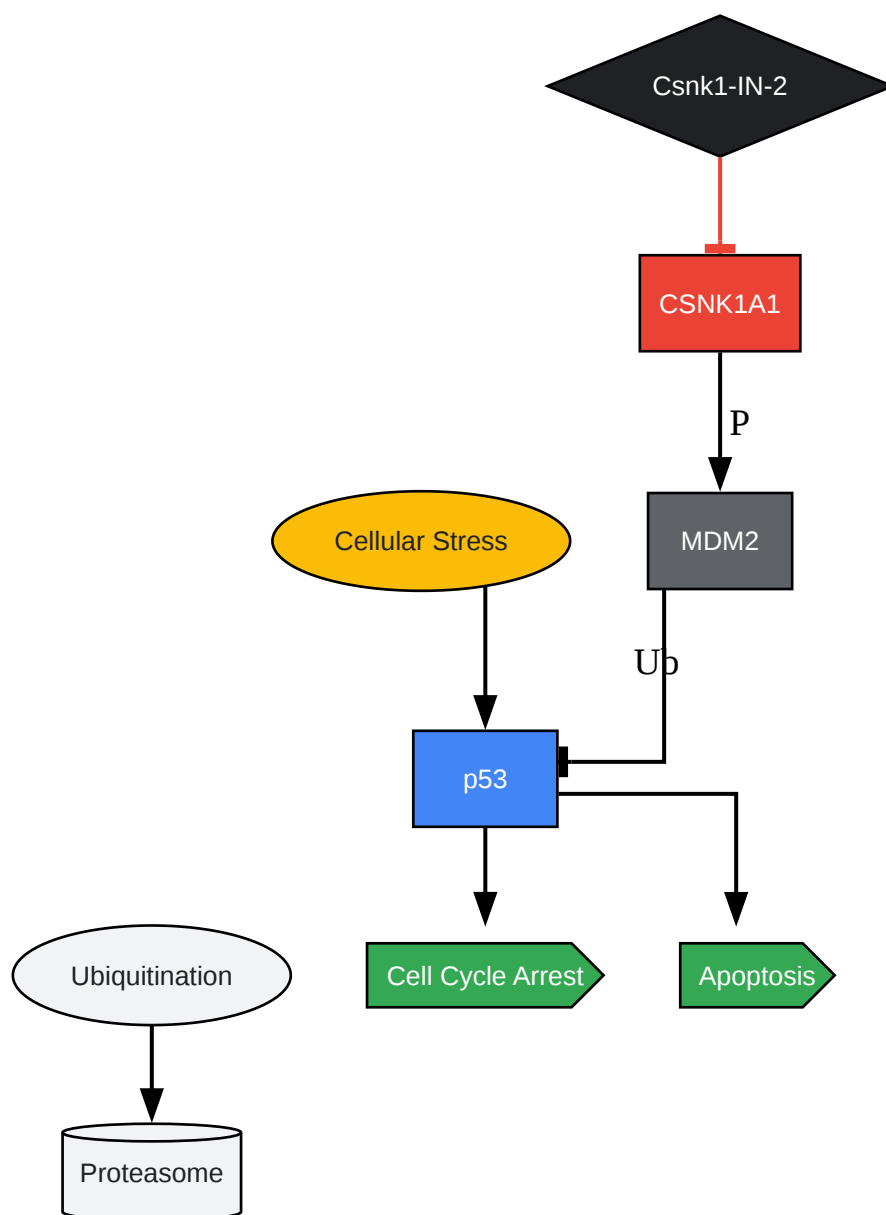 Csnk1-IN-2
CSNK1A1
P
Cellular Stress
MDM2
Ub
p53
Ubiquitination
Cell Cycle Arrest
Apoptosis
Proteasome